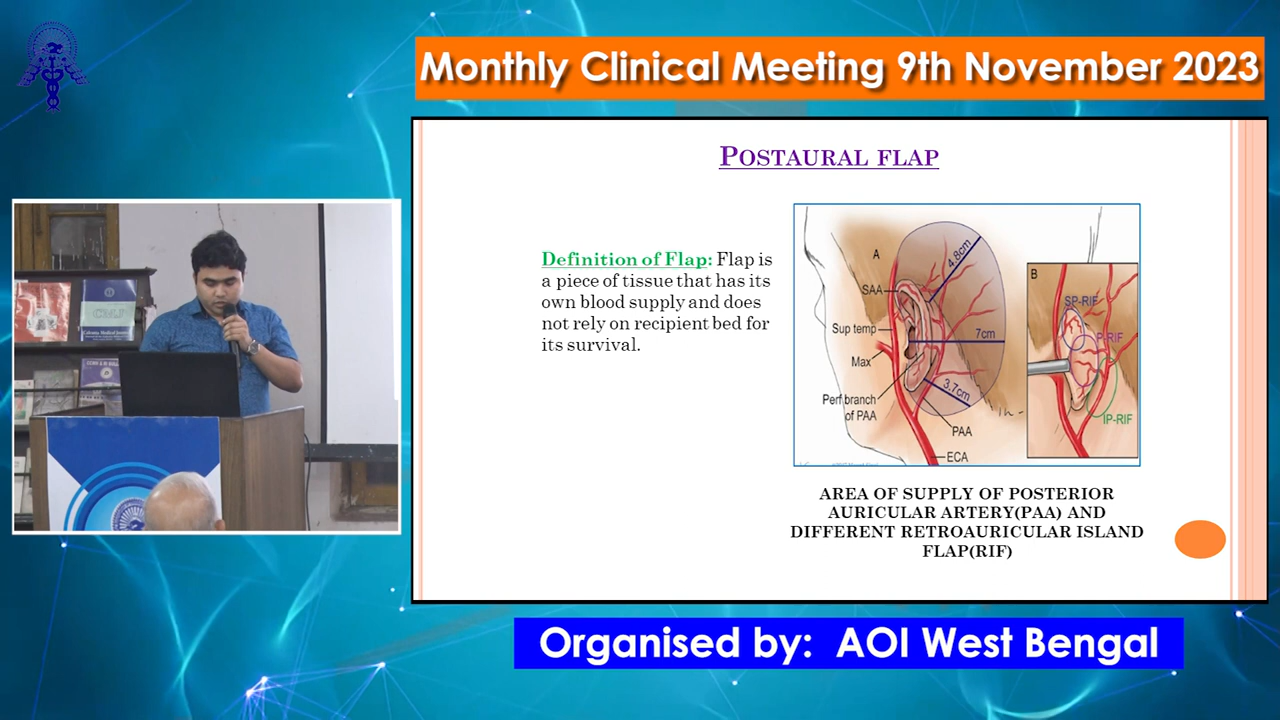 Monthly Clinical Meeting 9th November 2023
POSTAURAL FLAP
Definition of Flap: Flap is
a piece of tissue that has its
own blood supply and does
not rely on recipient bed for
its survival.
A
4.8cm
SAA
Sup temp
7cm
Max
Perf branch
of PAA
3.7cm
PAA
ECA
B
SP-RIF
P-RIF
IP-RIF
AREA OF SUPPLY OF POSTERIOR
AURICULAR ARTERY(PAA) AND
DIFFERENT RETROAURICULAR ISLAND
FLAP(RIF)
CMJ
Organised by: AOI West Bengal